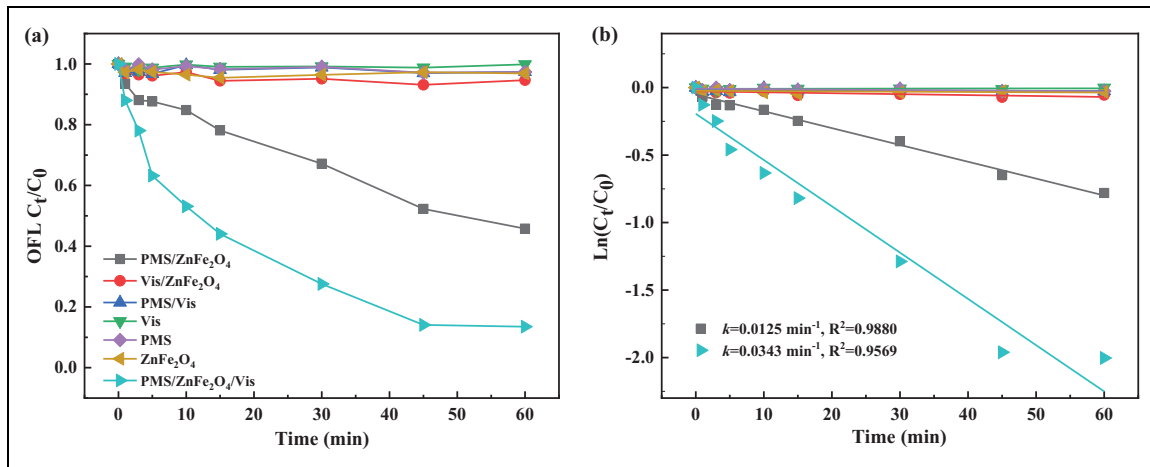 (a)
OFL Cₜ/C₀
1.0
0.8
0.6
0.4
0.2
0.0
PMS/ZnFe₂O₄
Vis/ZnFe₂O₄
PMS/Vis
Vis
PMS
ZnFe₂O₄
PMS/ZnFe₂O₄/Vis
0 10 20 30 40 50 60
Time (min)
(b)
Ln(Cₜ/C₀)
0.0
-0.5
-1.0
-1.5
-2.0
k=0.0125 min⁻¹, R²=0.9880
k=0.0343 min⁻¹, R²=0.9569
0 10 20 30 40 50 60
Time (min)